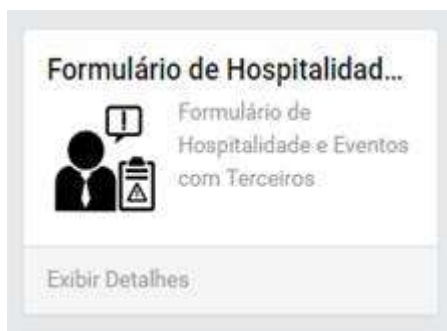 Formulário de Hospitalidad...
Formulário de
Hospitalidade e Eventos
com Terceiros
Exibir Detalhes